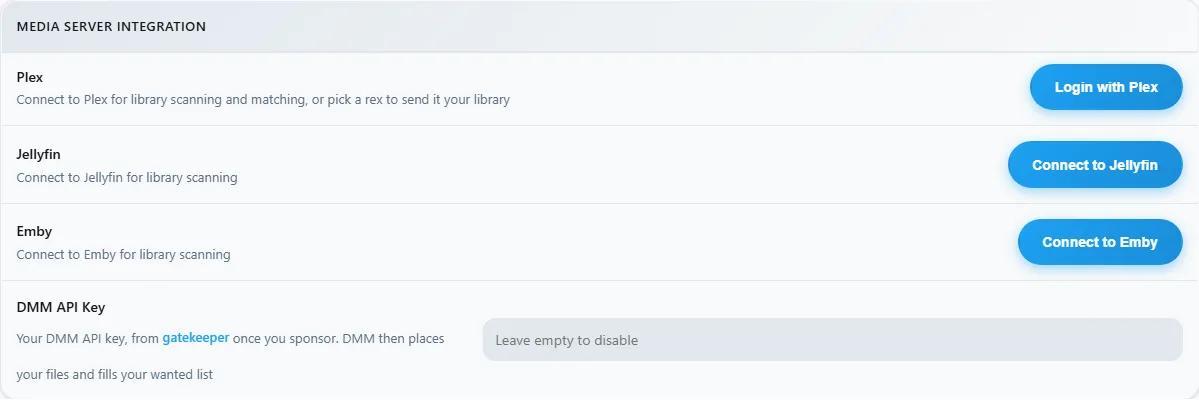 MEDIA SERVER INTEGRATION
Plex
Connect to Plex for library scanning and matching, or pick a rex to send it your library
Login with Plex
Jellyfin
Connect to Jellyfin for library scanning
Connect to Jellyfin
Emby
Connect to Emby for library scanning
Connect to Emby
DMM API Key
Your DMM API key, from gatekeeper once you sponsor. DMM then places
your files and fills your wanted list
Leave empty to disable